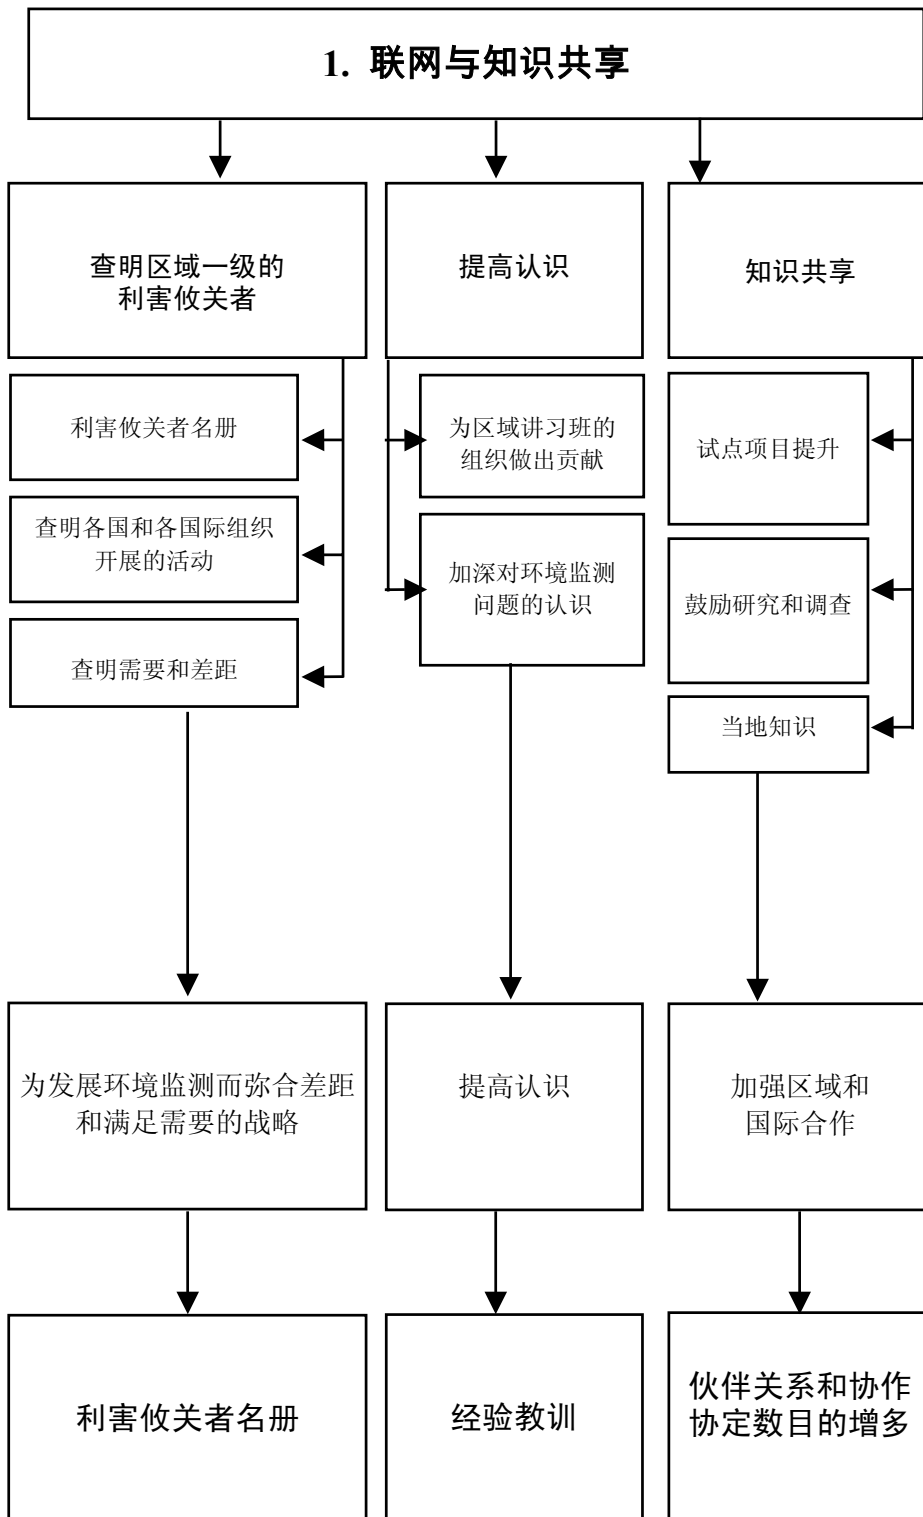 1. 联网与知识共享
查明区域一级的
利害攸关者
提高认识
知识共享
利害攸关者名册
查明各国和各国际组织
开展的活动
查明需要和差距
为区域讲习班的
组织做出贡献
加深对环境监测
问题的认识
试点项目提升
鼓励研究和调查
当地知识
为发展环境监测而弥合差距
和满足需要的战略
提高认识
加强区域和
国际合作
利害攸关者名册
经验教训
伙伴关系和协作
协定数目的增多